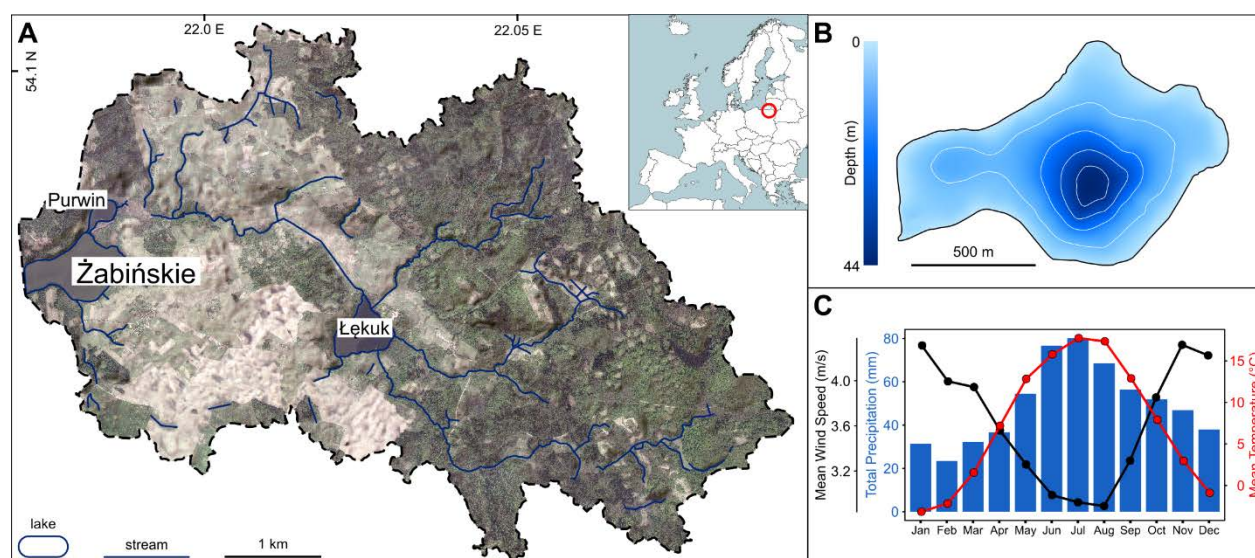 A
22.0 E
22.05 E
54.1 N
Purwin
Żabińskie
Łękuk
lake
stream
1 km
B
0
Depth (m)
44
500 m
C
Mean Wind Speed (m/s)
4.0
3.6
3.2
Total Precipitation (mm)
80
60
40
20
0
15
10
5
0
Mean Temperature (°C)
Jan Feb Mar Apr May Jun Jul Aug Sep Oct Nov Dec